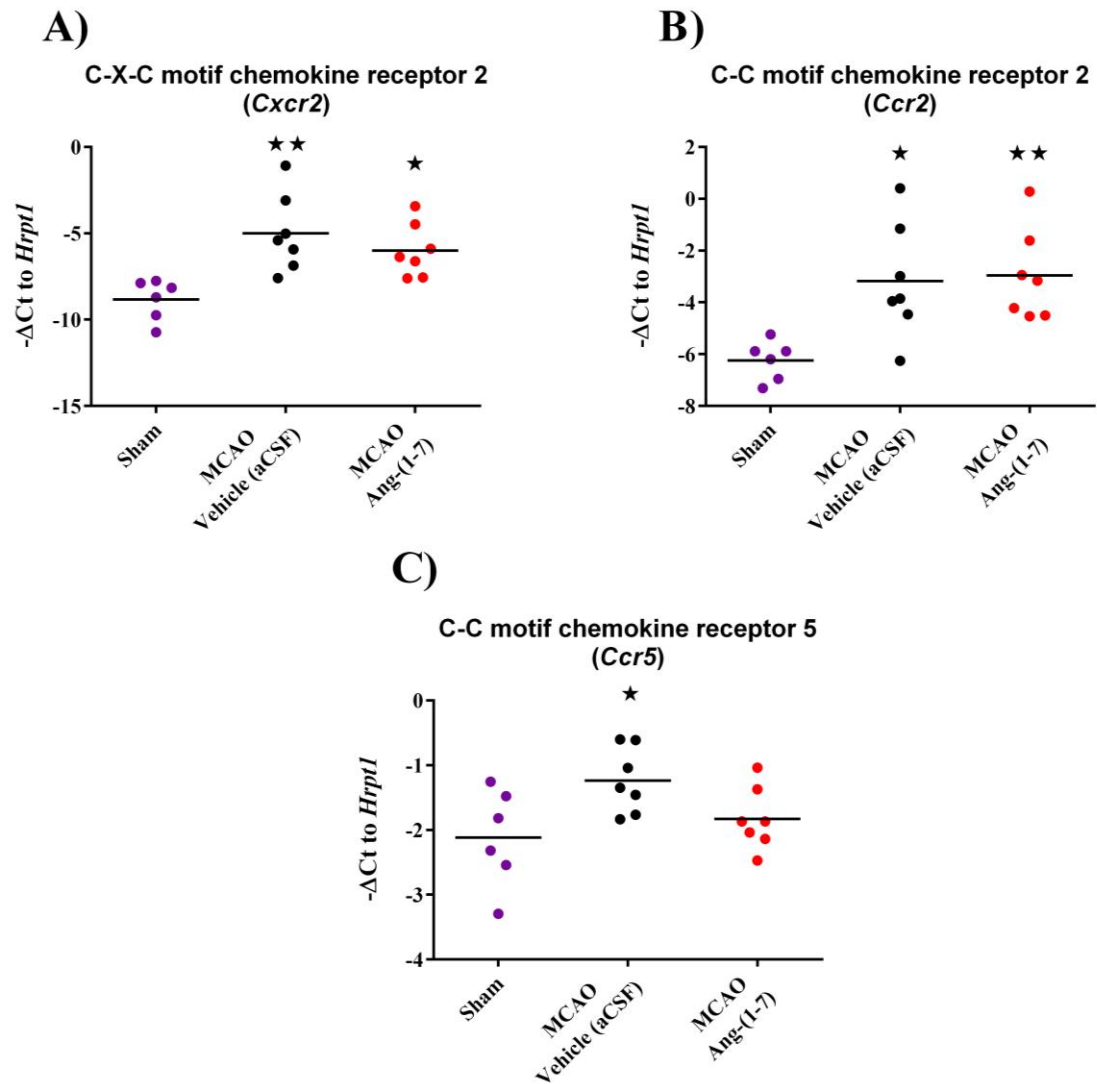 A)
C-X-C motif chemokine receptor 2
(Cxcr2)
★★
★
0
-5
-10
-15
-ΔCt to Hrpt1
Sham
MCAO
Vehicle (aCSF)
MCAO
Ang-(1-7)
B)
C-C motif chemokine receptor 2
(Ccr2)
★
★★
2
0
-2
-4
-6
-8
-ΔCt to Hrpt1
Sham
MCAO
Vehicle (aCSF)
MCAO
Ang-(1-7)
C)
C-C motif chemokine receptor 5
(Ccr5)
★
0
-1
-2
-3
-4
-ΔCt to Hrpt1
Sham
MCAO
Vehicle (aCSF)
MCAO
Ang-(1-7)